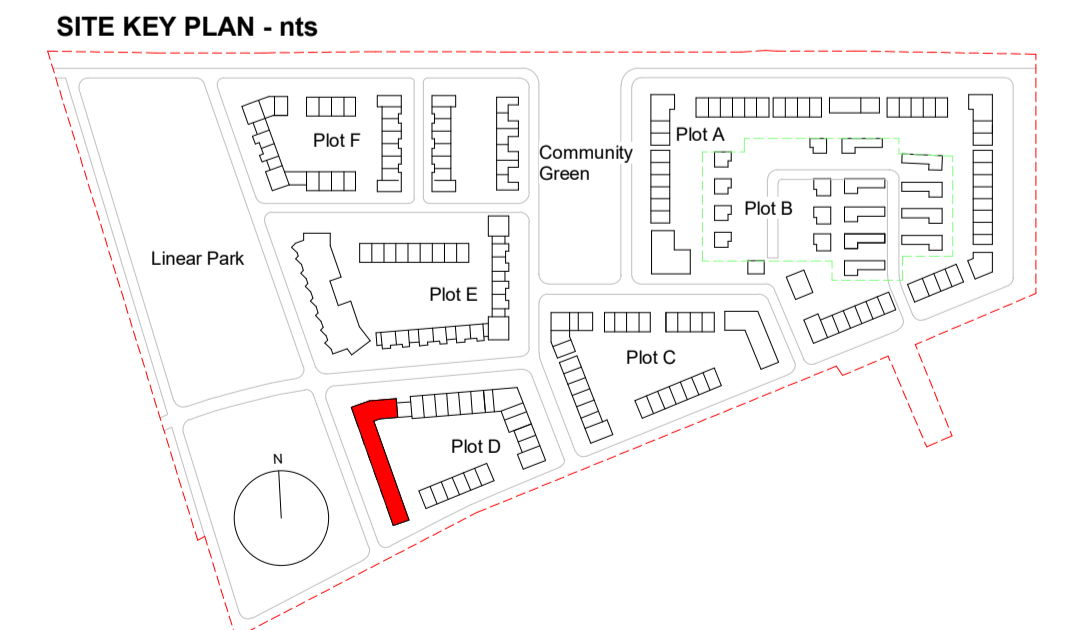 SITE KEY PLAN - nts
Plot F
Plot A
Community
Green
Plot B
Linear Park
Plot E
Plot C
Plot D
N